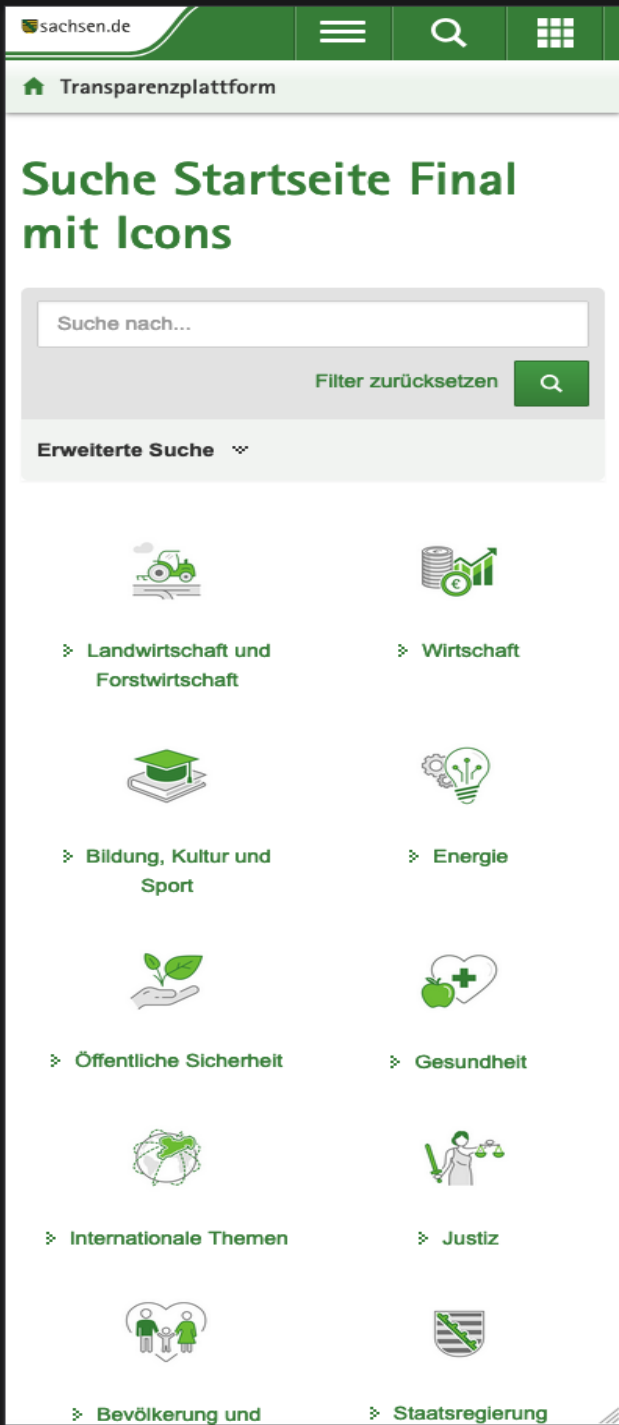 sachsen.de
Transparenzplattform
Suche Startseite Final
mit Icons
Suche nach...
Filter zurücksetzen
Erweiterte Suche
Landwirtschaft und
Forstwirtschaft
Wirtschaft
Bildung, Kultur und
Sport
Energie
Öffentliche Sicherheit
Gesundheit
Internationale Themen
Justiz
Bevölkerung und
Staatsregierung